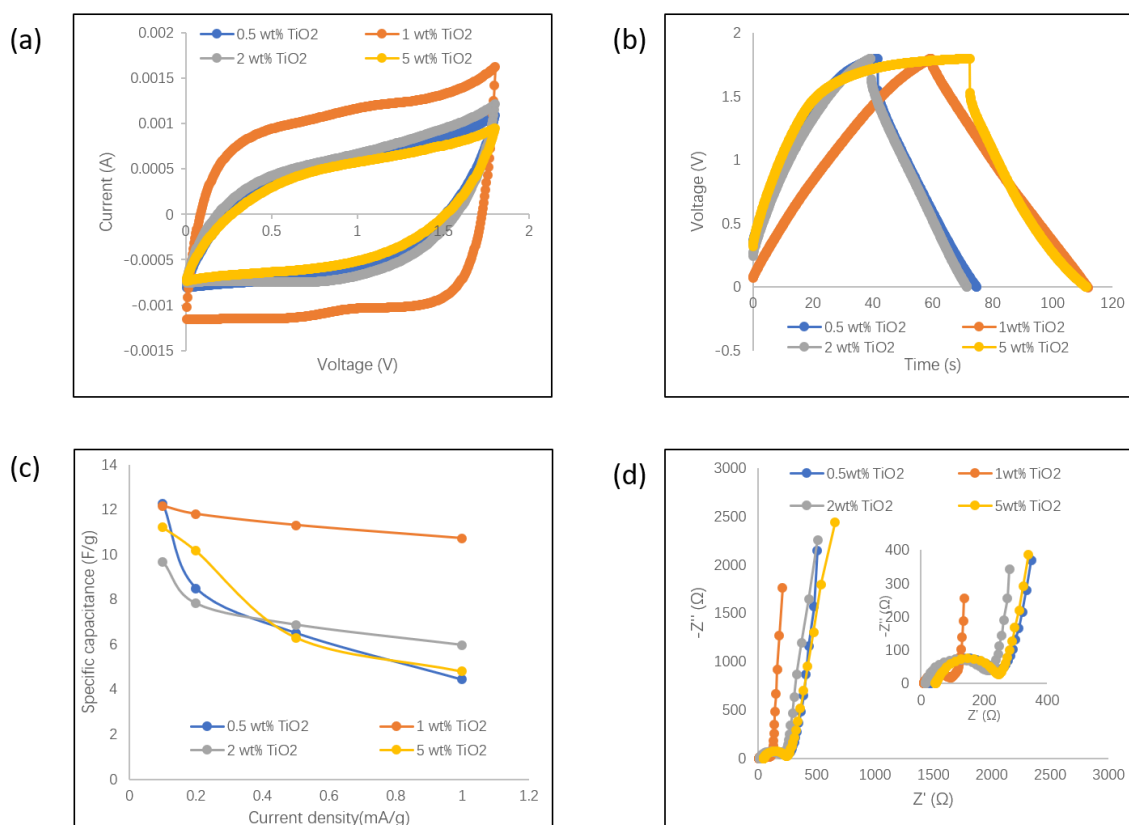 (a)
0.002
0.5 wt% TiO2
1 wt% TiO2
2 wt% TiO2
5 wt% TiO2
0.0015
0.001
0.0005
0
0
0.5
1
1.5
2
-0.0005
-0.001
-0.0015
Current (A)
Voltage (V)
(b)
2
1.5
1
0.5
0
0
20
40
60
80
100
120
-0.5
Voltage (V)
0.5 wt% TiO2
1wt% TiO2
2 wt% TiO2
5 wt% TiO2
Time (s)
(c)
14
12
10
8
6
4
2
0
Specific capacitance (F/g)
0.5 wt% TiO2
1 wt% TiO2
2 wt% TiO2
5 wt% TiO2
0
0.2
0.4
0.6
0.8
1
1.2
Current density(mA/g)
(d)
3000
2500
2000
1500
1000
500
0
-Z'' (Ω)
0.5wt% TiO2
1wt% TiO2
2wt% TiO2
5wt% TiO2
400
300
200
100
0
-Z'' (Ω)
0
200
400
Z' (Ω)
0
500
1000
1500
2000
2500
3000
Z' (Ω)